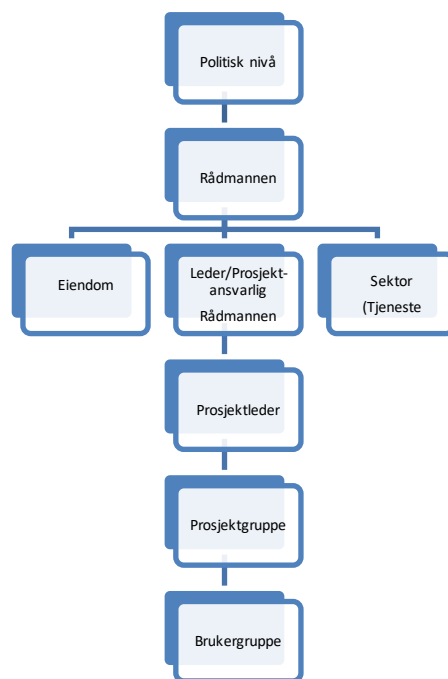 Politisk nivå
Rådmannen
Eiendom
Leder/Prosjekt-
ansvarlig
Rådmannen
Sektor
(Tjeneste
Prosjektleder
Prosjektgruppe
Brukergruppe